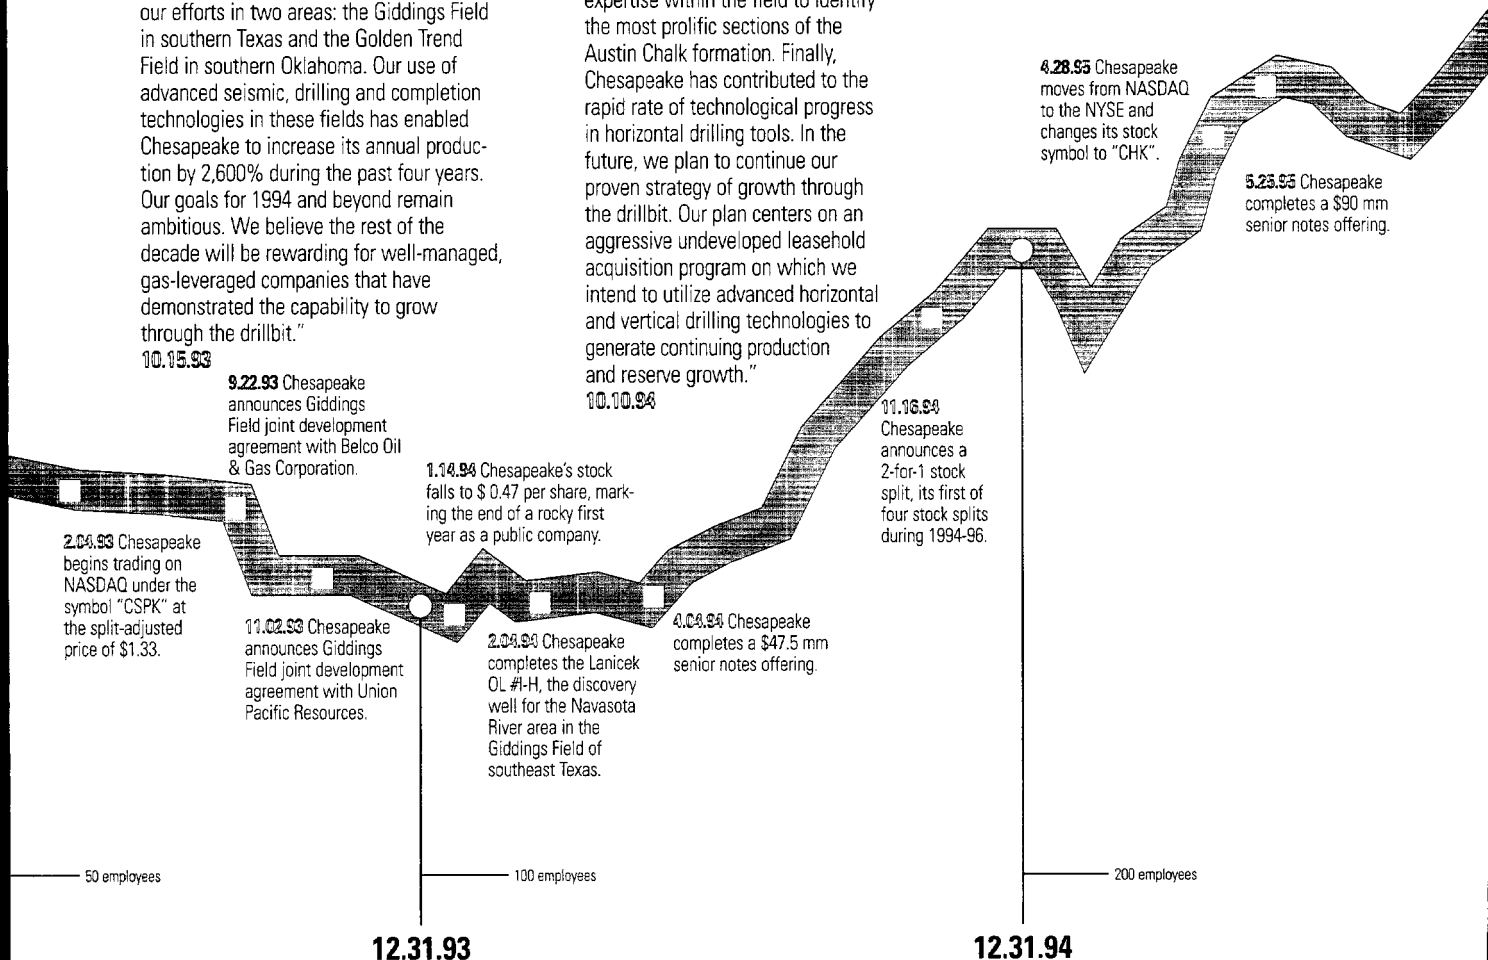 our efforts in two areas: the Giddings Field
in southern Texas and the Golden Trend
Field in southern Oklahoma. Our use of
advanced seismic, drilling and completion
technologies in these fields has enabled
Chesapeake to increase its annual produc-
tion by 2,600% during the past four years.
Our goals for 1994 and beyond remain
ambitious. We believe the rest of the
decade will be rewarding for well-managed,
gas-leveraged companies that have
demonstrated the capability to grow
through the drillbit."
10.15.93
expertise within the field to identify
the most prolific sections of the
Austin Chalk formation. Finally,
Chesapeake has contributed to the
rapid rate of technological progress
in horizontal drilling tools. In the
future, we plan to continue our
proven strategy of growth through
the drillbit. Our plan centers on an
aggressive undeveloped leasehold
acquisition program on which we
intend to utilize advanced horizontal
and vertical drilling technologies to
generate continuing production
and reserve growth."
10.10.94
2.04.93 Chesapeake
begins trading on
NASDAQ under the
symbol "CSPK" at
the split-adjusted
price of $1.33.
9.22.93 Chesapeake
announces Giddings
Field joint development
agreement with Belco Oil
& Gas Corporation.
11.02.93 Chesapeake
announces Giddings
Field joint development
agreement with Union
Pacific Resources.
1.14.94 Chesapeake's stock
falls to $ 0.47 per share, mark-
ing the end of a rocky first
year as a public company.
2.04.94 Chesapeake
completes the Lanicek
OL #1-H, the discovery
well for the Navasota
River area in the
Giddings Field of
southeast Texas.
4.04.94 Chesapeake
completes a $47.5 mm
senior notes offering.
11.16.94
Chesapeake
announces a
2-for-1 stock
split, its first of
four stock splits
during 1994-96.
4.28.95 Chesapeake
moves from NASDAQ
to the NYSE and
changes its stock
symbol to "CHK".
5.25.95 Chesapeake
completes a $90 mm
senior notes offering.
50 employees
100 employees
200 employees
12.31.93
12.31.94